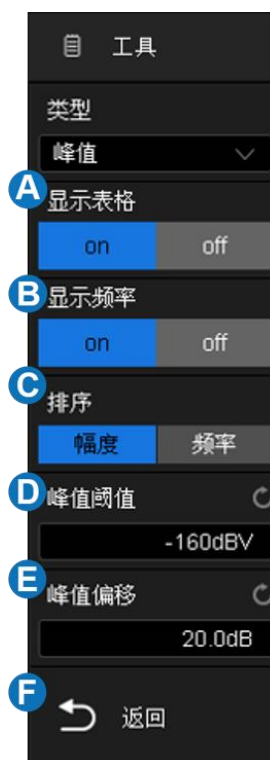 工具
类型
峰值
A
显示表格
on off
B
显示频率
on off
C
排序
幅度 频率
D
峰值阈值
-160dBV
E
峰值偏移
20.0dB
F
返回